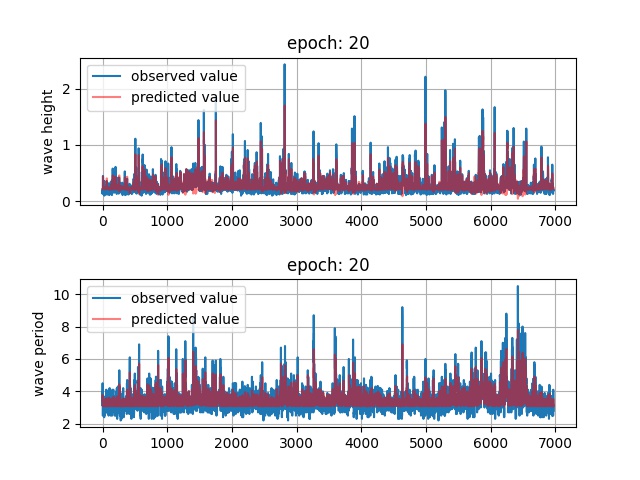 epoch: 20
wave height
observed value
predicted value
2
1
0
0 1000 2000 3000 4000 5000 6000 7000
epoch: 20
wave period
observed value
predicted value
10
8
6
4
2
0 1000 2000 3000 4000 5000 6000 7000